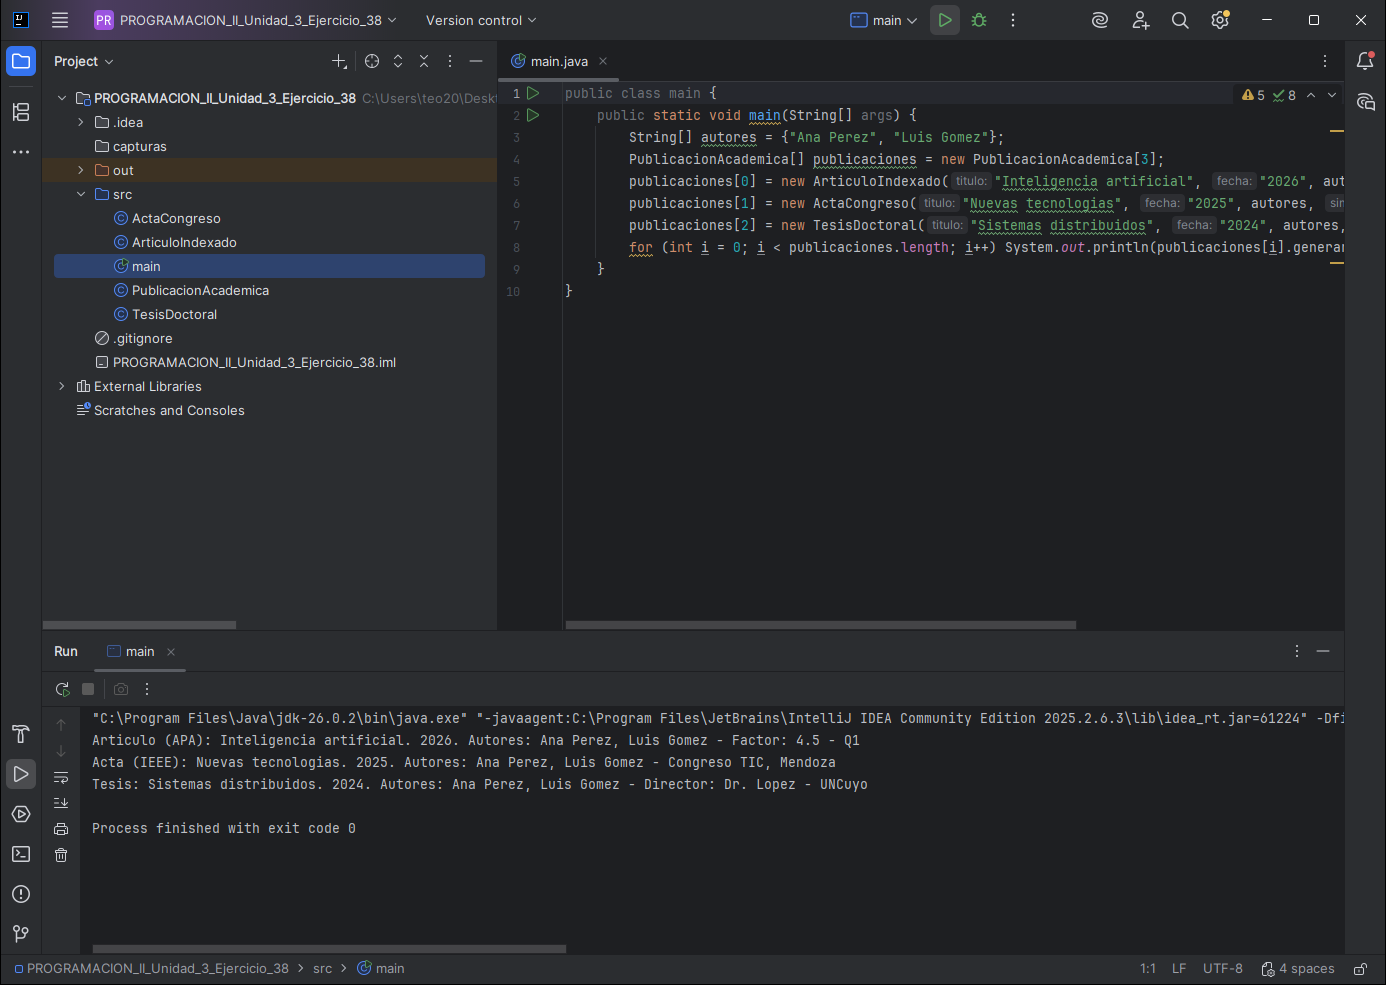 PR PROGRAMACION_II_Unidad_3_Ejercicio_38 Version control main
Project
PROGRAMACION_II_Unidad_3_Ejercicio_38 C:\Users\teo20\Deskt
.idea
capturas
out
src
ActaCongreso
ArticuloIndexado
main
PublicacionAcademica
TesisDoctoral
.gitignore
PROGRAMACION_II_Unidad_3_Ejercicio_38.iml
External Libraries
Scratches and Consoles
main.java
5 8
1 public class main {
2 public static void main(String[] args) {
3 String[] autores = {"Ana Perez", "Luis Gomez"};
4 PublicacionAcademica[] publicaciones = new PublicacionAcademica[3];
5 publicaciones[0] = new ArticuloIndexado( titulo: "Inteligencia artificial", fecha: "2026", aut
6 publicaciones[1] = new ActaCongreso( titulo: "Nuevas tecnologias", fecha: "2025", autores, sir
7 publicaciones[2] = new TesisDoctoral( titulo: "Sistemas distribuidos", fecha: "2024", autores,
8 for (int i = 0; i < publicaciones.length; i++) System.out.println(publicaciones[i].generar
9 }
10 }
Run main
"C:\Program Files\Java\jdk-26.0.2\bin\java.exe" "-javaagent:C:\Program Files\JetBrains\IntelliJ IDEA Community Edition 2025.2.6.3\lib\idea_rt.jar=61224" -Dfi
Articulo (APA): Inteligencia artificial. 2026. Autores: Ana Perez, Luis Gomez - Factor: 4.5 - Q1
Acta (IEEE): Nuevas tecnologias. 2025. Autores: Ana Perez, Luis Gomez - Congreso TIC, Mendoza
Tesis: Sistemas distribuidos. 2024. Autores: Ana Perez, Luis Gomez - Director: Dr. Lopez - UNCuyo
Process finished with exit code 0
PROGRAMACION_II_Unidad_3_Ejercicio_38 > src > main 1:1 LF UTF-8 4 spaces